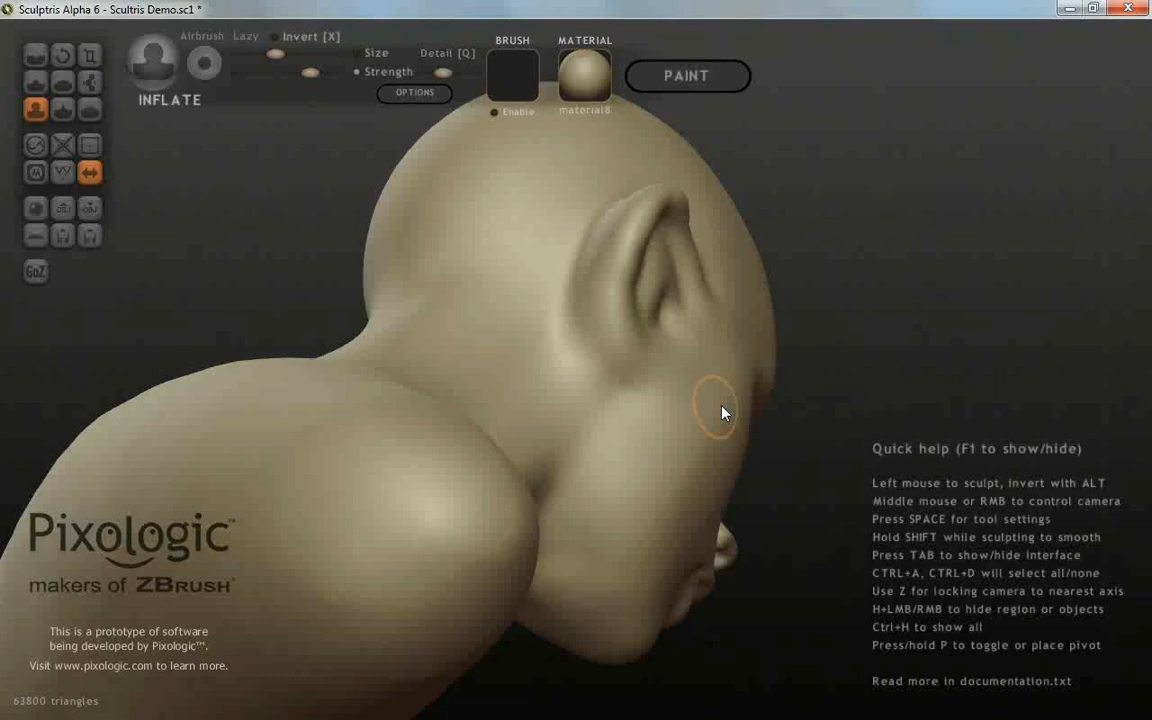 Sculptris Alpha 6 - Scultris Demo.sc1 *
Airbrush Lazy Invert [X]
Size Detail [Q]
Strength
OPTIONS
INFLATE
BRUSH
Enable
MATERIAL
material8
PAINT
OBJ OBJ
GoZ
Quick help (F1 to show/hide)
Left mouse to sculpt, invert with ALT
Middle mouse or RMB to control camera
Press SPACE for tool settings
Hold SHIFT while sculpting to smooth
Press TAB to show/hide interface
CTRL+A, CTRL+D will select all/none
Use Z for locking camera to nearest axis
H+LMB/RMB to hide region or objects
Ctrl+H to show all
Press/hold P to toggle or place pivot
Read more in documentation.txt
Pixologic™
makers of ZBRUSH
This is a prototype of software
being developed by Pixologic™.
Visit www.pixologic.com to learn more.
63800 triangles